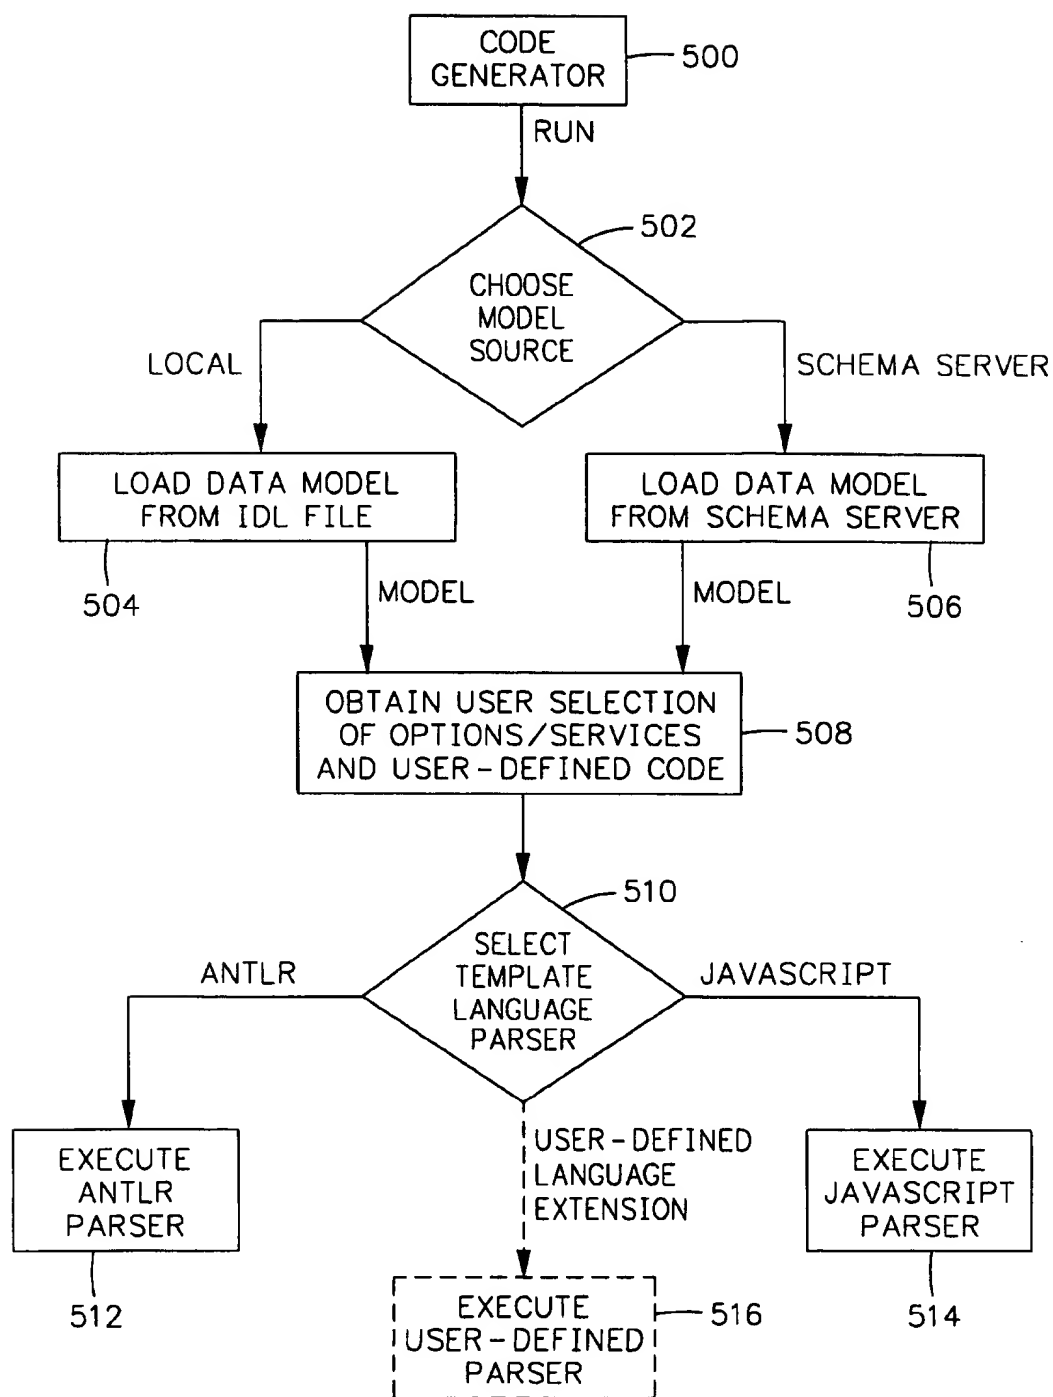 CODE
GENERATOR
500
RUN
502
CHOOSE
MODEL
SOURCE
LOCAL
SCHEMA SERVER
LOAD DATA MODEL
FROM IDL FILE
LOAD DATA MODEL
FROM SCHEMA SERVER
504
MODEL
MODEL
506
OBTAIN USER SELECTION
OF OPTIONS/SERVICES
AND USER-DEFINED CODE
508
510
SELECT
TEMPLATE
LANGUAGE
PARSER
ANTLR
JAVASCRIPT
EXECUTE
ANTLR
PARSER
USER-DEFINED
LANGUAGE
EXTENSION
EXECUTE
JAVASCRIPT
PARSER
512
514
EXECUTE
USER-DEFINED
PARSER
516